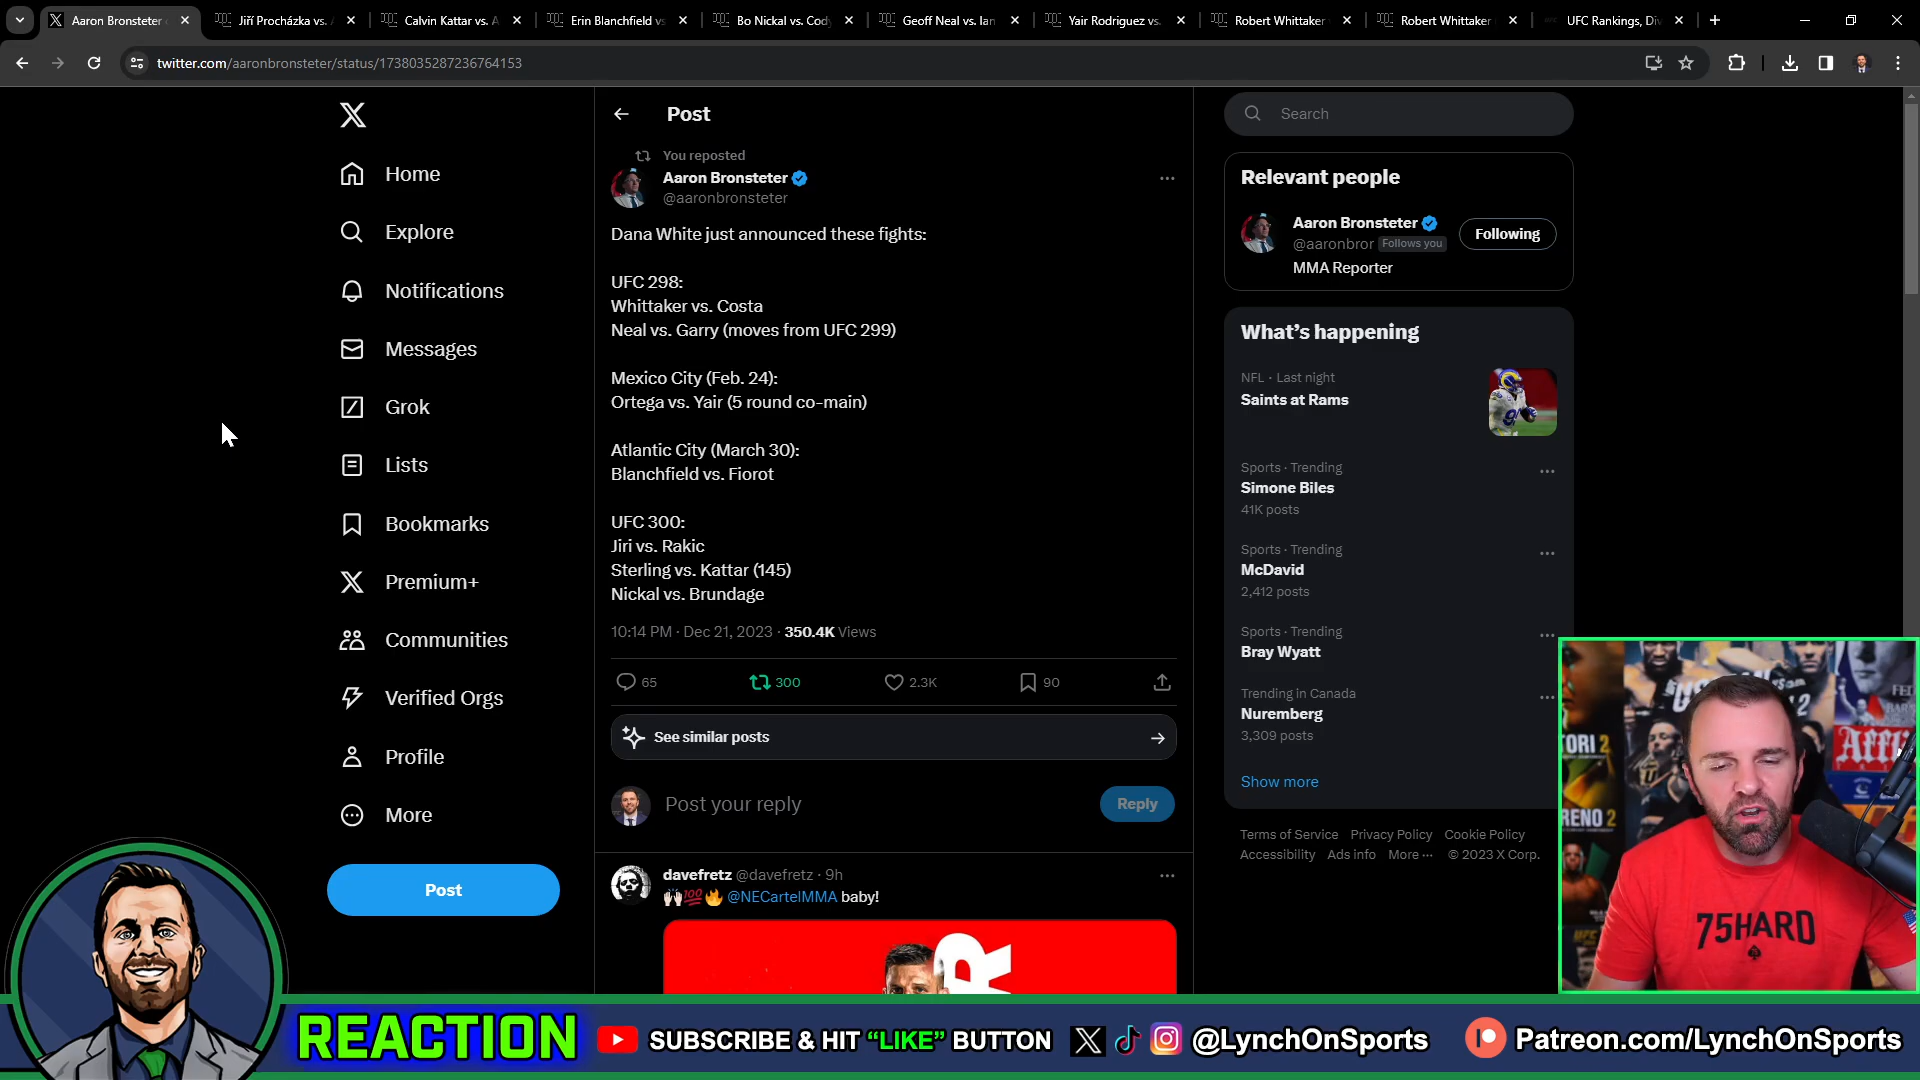 Aaron Bronsteter
Jiří Procházka vs.
Calvin Kattar vs. A
Erin Blanchfield vs
Bo Nickal vs. Cody
Geoff Neal vs. Ian
Yair Rodriguez vs.
Robert Whittaker
Robert Whittaker
UFC Rankings, Div
twitter.com/aaronbronsteter/status/1738035287236764153
Home
Explore
Notifications
Messages
Grok
Lists
Bookmarks
Premium+
Communities
Verified Orgs
Profile
More
Post
Post
You reposted
Aaron Bronsteter
@aaronbronsteter
Dana White just announced these fights:
UFC 298:
Whittaker vs. Costa
Neal vs. Garry (moves from UFC 299)
Mexico City (Feb. 24):
Ortega vs. Yair (5 round co-main)
Atlantic City (March 30):
Blanchfield vs. Fiorot
UFC 300:
Jiri vs. Rakic
Sterling vs. Kattar (145)
Nickal vs. Brundage
10:14 PM · Dec 21, 2023 · 350.4K Views
65 300 2.3K 90
See similar posts
Post your reply
Reply
davefretz @davefretz · 9h
🙌🏻💯🔥 @NECartelMMA baby!
R
Search
Relevant people
Aaron Bronsteter
@aaronbror Follows you
MMA Reporter
Following
What's happening
NFL · Last night
Saints at Rams
Sports · Trending
Simone Biles
41K posts
Sports · Trending
McDavid
2,412 posts
Sports · Trending
Bray Wyatt
Trending in Canada
Nuremberg
3,309 posts
Show more
Terms of Service Privacy Policy Cookie Policy
Accessibility Ads info More ··· © 2023 X Corp.
TORI 2
RENO 2
AFFLI
75HARD
REACTION
SUBSCRIBE & HIT "LIKE" BUTTON
@LynchOnSports
Patreon.com/LynchOnSports